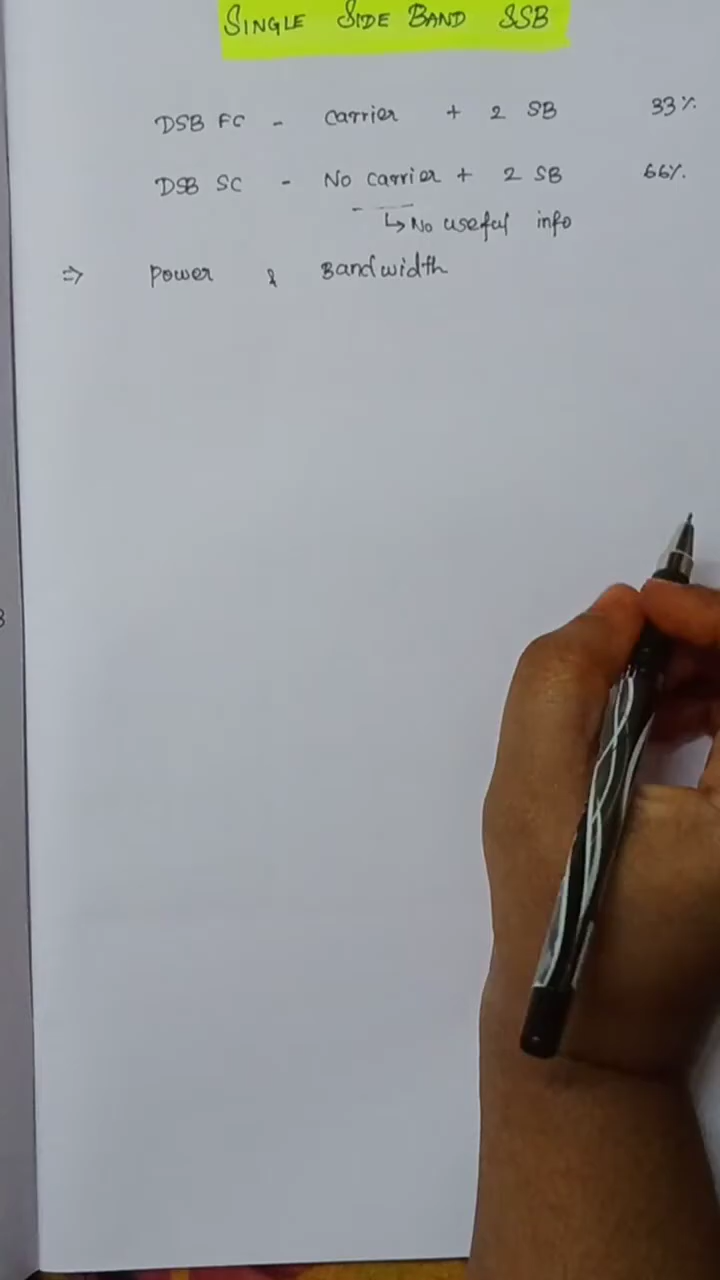 SINGLE SIDE BAND SSB
DSB FC - carrier + 2 SB 33%.
DSB SC - No carrier + 2 SB 66%.
↳ No useful info
⇒ Power & Bandwidth